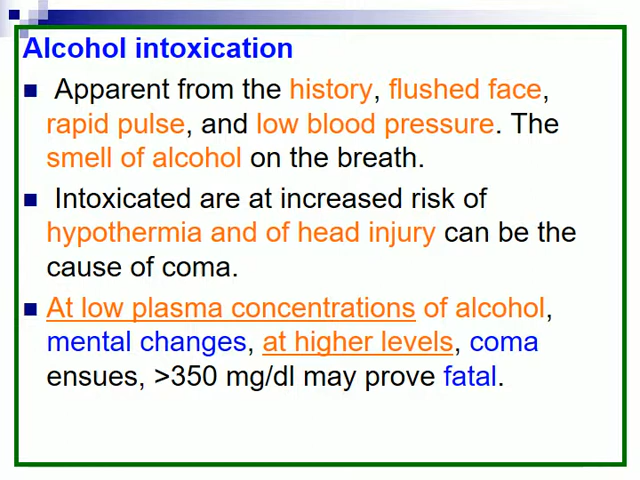 Alcohol intoxication
■ Apparent from the history, flushed face,
rapid pulse, and low blood pressure. The
smell of alcohol on the breath.
■ Intoxicated are at increased risk of
hypothermia and of head injury can be the
cause of coma.
■ At low plasma concentrations of alcohol,
mental changes, at higher levels, coma
ensues, >350 mg/dl may prove fatal.